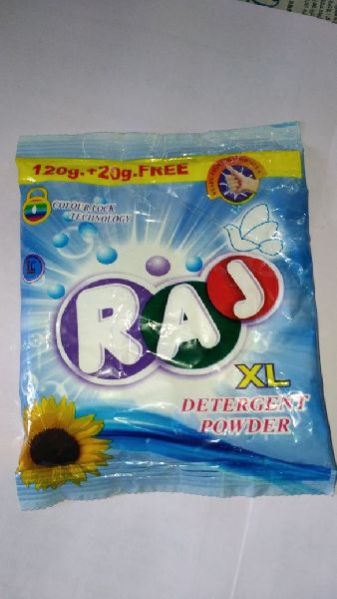 120g.+20g.FREE
COLOUR LOCK
TECHNOLOGY
RAJ
XL
DETERGENT
POWDER